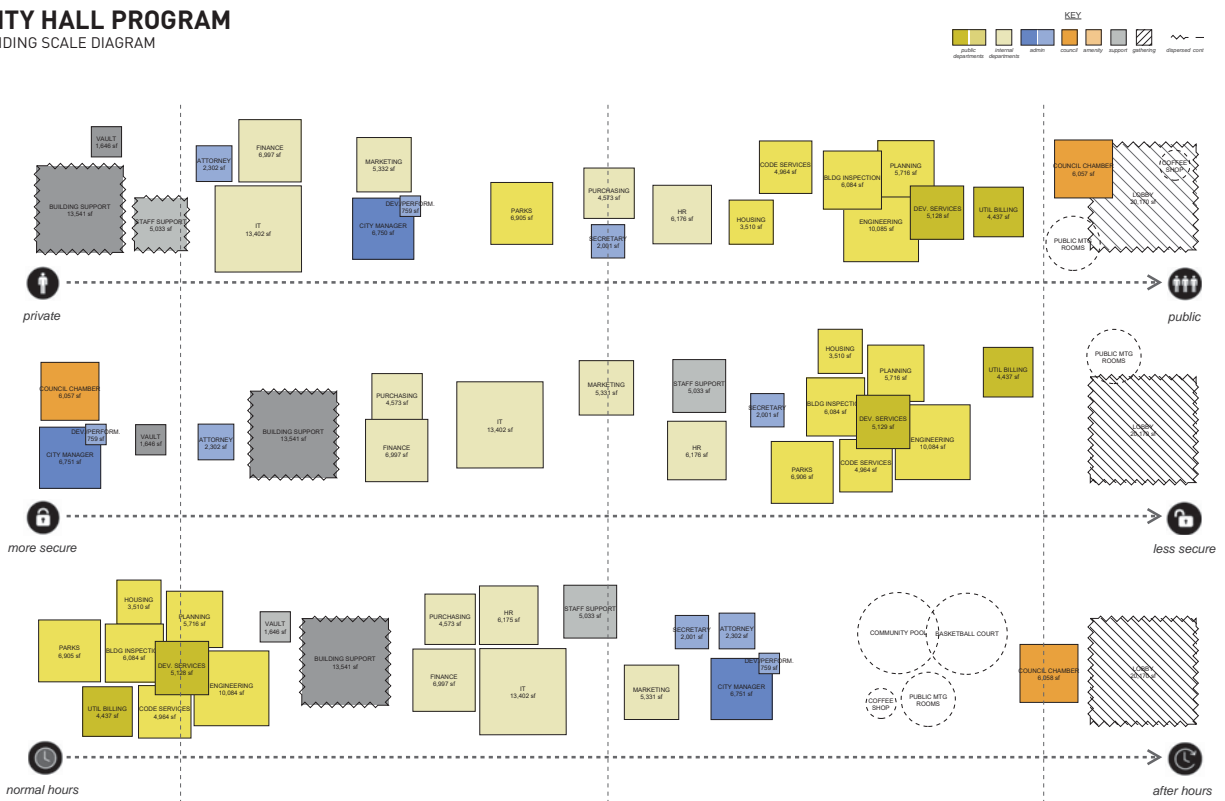 ITY HALL PROGRAM
IDING SCALE DIAGRAM
KEY
public
departments
internal
departments
admin
council
amenity
support
gathering
dispersed
cont
VAULT
1,646 sf
BUILDING SUPPORT
13,541 sf
STAFF SUPPORT
5,033 sf
ATTORNEY
2,302 sf
FINANCE
6,997 sf
IT
13,402 sf
MARKETING
5,332 sf
DEV/PERFORM.
759 sf
CITY MANAGER
6,750 sf
PARKS
6,905 sf
PURCHASING
4,573 sf
SECRETARY
2,001 sf
HR
6,176 sf
CODE SERVICES
4,964 sf
HOUSING
3,510 sf
BLDG INSPECTION
6,084 sf
PLANNING
5,716 sf
ENGINEERING
10,085 sf
DEV. SERVICES
5,128 sf
UTIL BILLING
4,437 sf
COUNCIL CHAMBER
6,057 sf
COFFEE
SHOP
LOBBY
20,170 sf
PUBLIC MTG
ROOMS
private
public
COUNCIL CHAMBER
6,057 sf
DEV/PERFORM.
759 sf
CITY MANAGER
6,751 sf
VAULT
1,646 sf
ATTORNEY
2,302 sf
BUILDING SUPPORT
13,541 sf
PURCHASING
4,573 sf
FINANCE
6,997 sf
IT
13,402 sf
MARKETING
5,331 sf
STAFF SUPPORT
5,033 sf
HR
6,176 sf
SECRETARY
2,001 sf
HOUSING
3,510 sf
PLANNING
5,716 sf
BLDG INSPECTIO
6,084 sf
DEV. SERVICES
5,129 sf
ENGINEERING
10,084 sf
CODE SERVICES
4,964 sf
PARKS
6,906 sf
UTIL BILLING
4,437 sf
PUBLIC MTG
ROOMS
LOBBY
20,170 sf
more secure
less secure
HOUSING
3,510 sf
PLANNING
5,716 sf
PARKS
6,905 sf
BLDG INSPECTIO
6,084 sf
DEV. SERVICES
5,128 sf
ENGINEERING
10,084 sf
UTIL BILLING
4,437 sf
CODE SERVICES
4,964 sf
VAULT
1,646 sf
BUILDING SUPPORT
13,541 sf
PURCHASING
4,573 sf
HR
6,175 sf
FINANCE
6,997 sf
IT
13,402 sf
STAFF SUPPORT
5,033 sf
SECRETARY
2,001 sf
ATTORNEY
2,302 sf
DEV/PERFORM.
759 sf
MARKETING
5,331 sf
CITY MANAGER
6,751 sf
COMMUNITY POOL
BASKETBALL COURT
COFFEE
SHOP
PUBLIC MTG
ROOMS
COUNCIL CHAMBER
6,058 sf
LOBBY
20,170 sf
normal hours
after hours